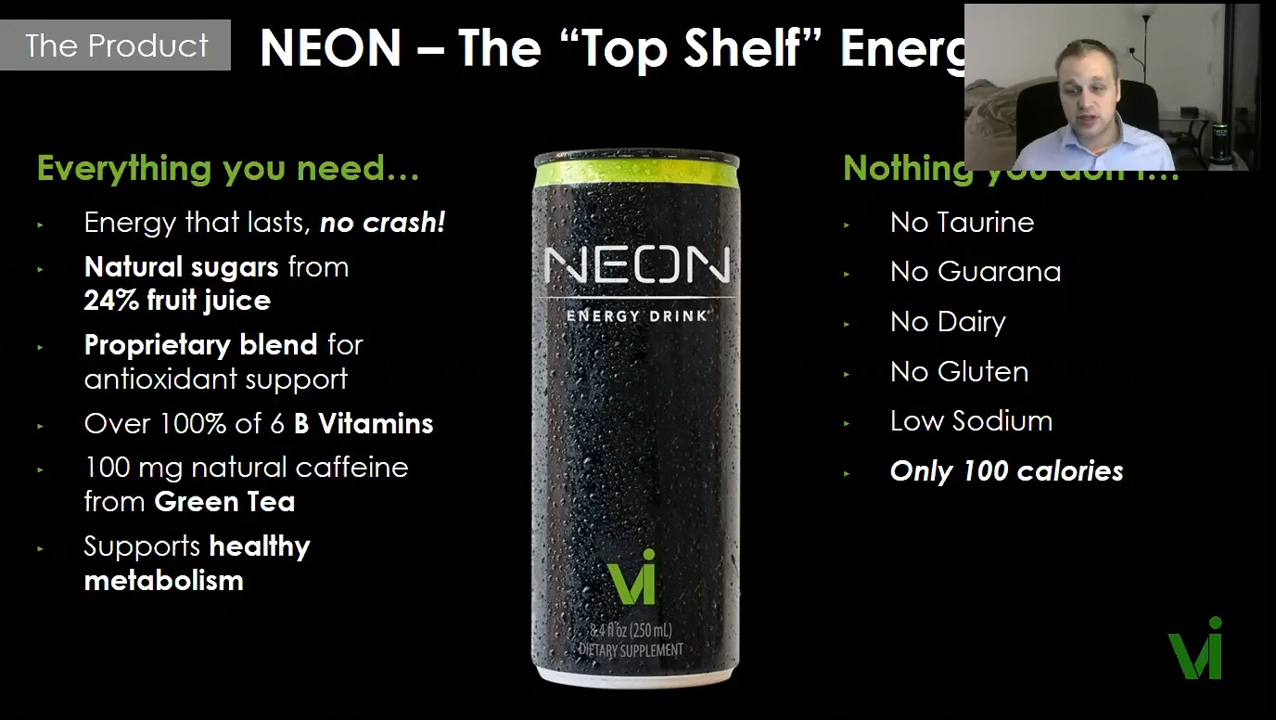 The Product
NEON – The “Top Shelf” Energ
Everything you need…
Energy that lasts, no crash!
Natural sugars from
24% fruit juice
Proprietary blend for
antioxidant support
Over 100% of 6 B Vitamins
100 mg natural caffeine
from Green Tea
Supports healthy
metabolism
NEON
ENERGY DRINK
Vi
8.4 fl oz (250 mL)
DIETARY SUPPLEMENT
Nothing you don't…
No Taurine
No Guarana
No Dairy
No Gluten
Low Sodium
Only 100 calories
NEON
Vi